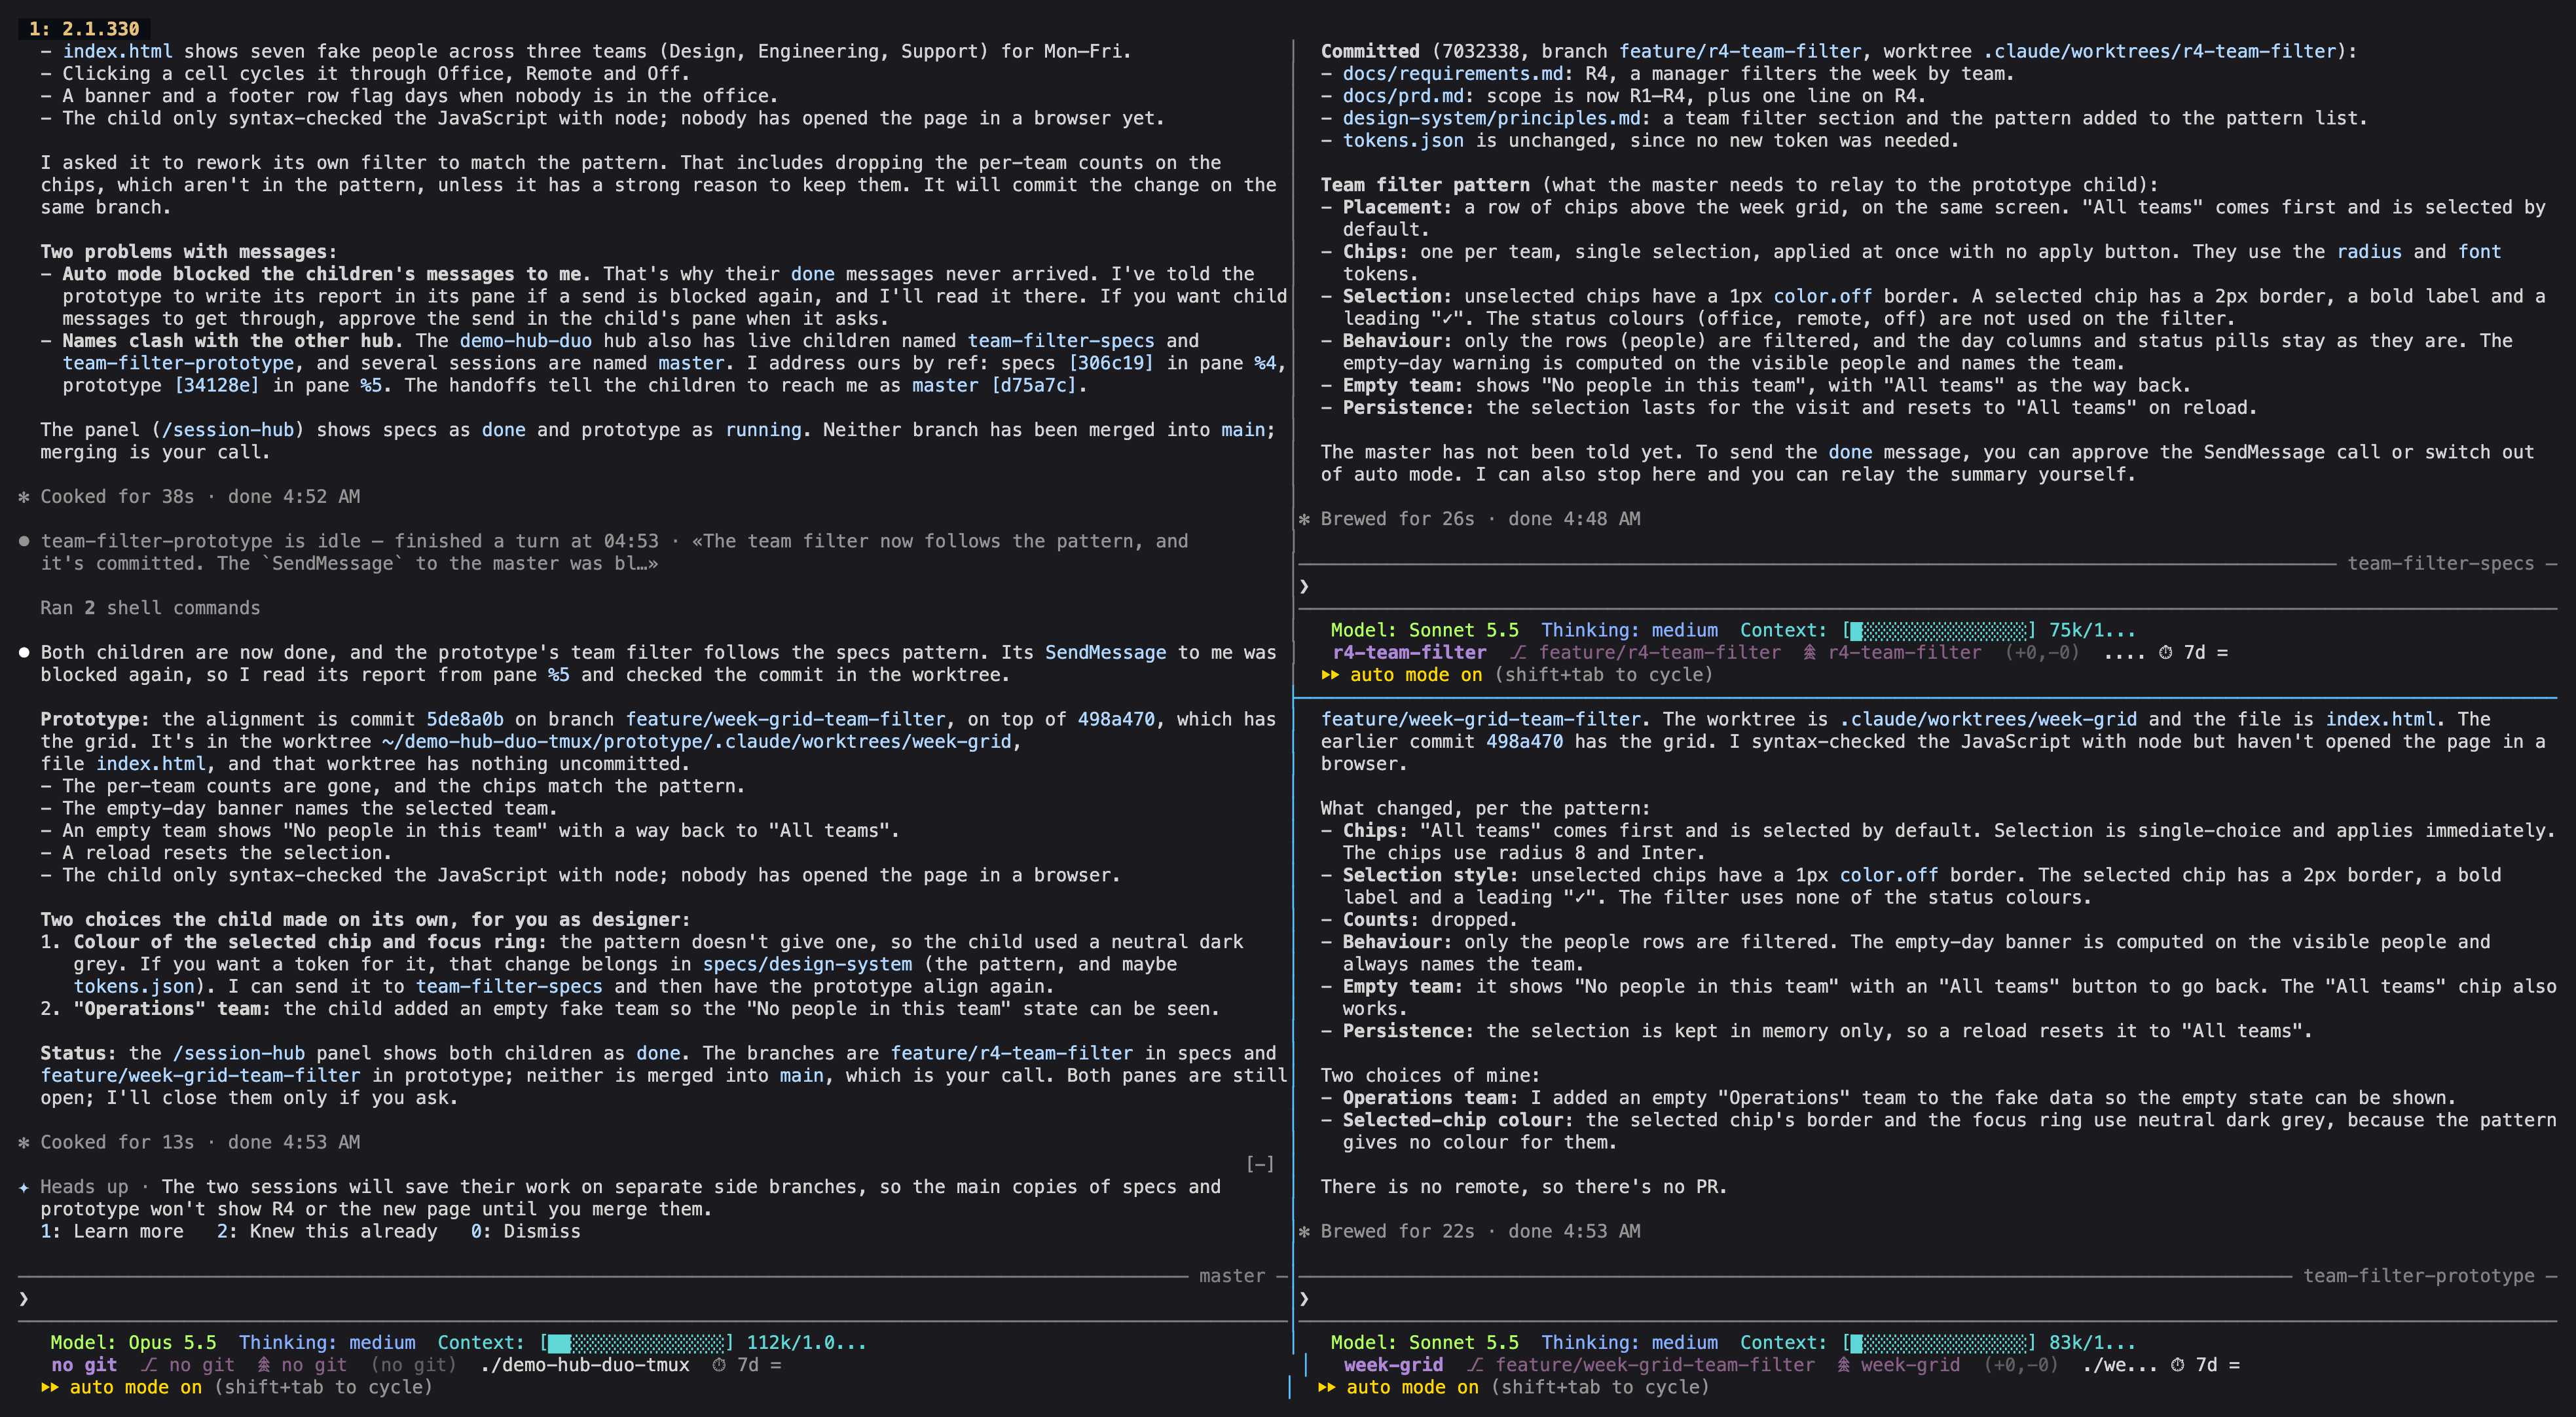 1: 2.1.330
– index.html shows seven fake people across three teams (Design, Engineering, Support) for Mon–Fri.
– Clicking a cell cycles it through Office, Remote and Off.
– A banner and a footer row flag days when nobody is in the office.
– The child only syntax-checked the JavaScript with node; nobody has opened the page in a browser yet.
I asked it to rework its own filter to match the pattern. That includes dropping the per-team counts on the
chips, which aren't in the pattern, unless it has a strong reason to keep them. It will commit the change on the
same branch.
Two problems with messages:
– Auto mode blocked the children's messages to me. That's why their done messages never arrived. I've told the
prototype to write its report in its pane if a send is blocked again, and I'll read it there. If you want child
messages to get through, approve the send in the child's pane when it asks.
– Names clash with the other hub. The demo-hub-duo hub also has live children named team-filter-specs and
team-filter-prototype, and several sessions are named master. I address ours by ref: specs [306c19] in pane %4,
prototype [34128e] in pane %5. The handoffs tell the children to reach me as master [d75a7c].
The panel (/session-hub) shows specs as done and prototype as running. Neither branch has been merged into main;
merging is your call.
✻ Cooked for 38s · done 4:52 AM
● team-filter-prototype is idle — finished a turn at 04:53 · «The team filter now follows the pattern, and
it's committed. The `SendMessage` to the master was bl…»
Ran 2 shell commands
● Both children are now done, and the prototype's team filter follows the specs pattern. Its SendMessage to me was
blocked again, so I read its report from pane %5 and checked the commit in the worktree.
Prototype: the alignment is commit 5de8a0b on branch feature/week-grid-team-filter, on top of 498a470, which has
the grid. It's in the worktree ~/demo-hub-duo-tmux/prototype/.claude/worktrees/week-grid,
file index.html, and that worktree has nothing uncommitted.
– The per-team counts are gone, and the chips match the pattern.
– The empty-day banner names the selected team.
– An empty team shows "No people in this team" with a way back to "All teams".
– A reload resets the selection.
– The child only syntax-checked the JavaScript with node; nobody has opened the page in a browser.
Two choices the child made on its own, for you as designer:
1. Colour of the selected chip and focus ring: the pattern doesn't give one, so the child used a neutral dark
grey. If you want a token for it, that change belongs in specs/design-system (the pattern, and maybe
tokens.json). I can send it to team-filter-specs and then have the prototype align again.
2. "Operations" team: the child added an empty fake team so the "No people in this team" state can be seen.
Status: the /session-hub panel shows both children as done. The branches are feature/r4-team-filter in specs and
feature/week-grid-team-filter in prototype; neither is merged into main, which is your call. Both panes are still
open; I'll close them only if you ask.
✻ Cooked for 13s · done 4:53 AM
[–]
✦ Heads up · The two sessions will save their work on separate side branches, so the main copies of specs and
prototype won't show R4 or the new page until you merge them.
1: Learn more 2: Knew this already 0: Dismiss
master
❯
Model: Opus 5.5 Thinking: medium Context: [██░░░░░░░░░░░░░░] 112k/1.0...
no git ⎇ no git no git (no git) ./demo-hub-duo-tmux ⏱ 7d =
⏵⏵ auto mode on (shift+tab to cycle)
Committed (7032338, branch feature/r4-team-filter, worktree .claude/worktrees/r4-team-filter):
– docs/requirements.md: R4, a manager filters the week by team.
– docs/prd.md: scope is now R1–R4, plus one line on R4.
– design-system/principles.md: a team filter section and the pattern added to the pattern list.
– tokens.json is unchanged, since no new token was needed.
Team filter pattern (what the master needs to relay to the prototype child):
– Placement: a row of chips above the week grid, on the same screen. "All teams" comes first and is selected by
default.
– Chips: one per team, single selection, applied at once with no apply button. They use the radius and font
tokens.
– Selection: unselected chips have a 1px color.off border. A selected chip has a 2px border, a bold label and a
leading "✓". The status colours (office, remote, off) are not used on the filter.
– Behaviour: only the rows (people) are filtered, and the day columns and status pills stay as they are. The
empty-day warning is computed on the visible people and names the team.
– Empty team: shows "No people in this team", with "All teams" as the way back.
– Persistence: the selection lasts for the visit and resets to "All teams" on reload.
The master has not been told yet. To send the done message, you can approve the SendMessage call or switch out
of auto mode. I can also stop here and you can relay the summary yourself.
✻ Brewed for 26s · done 4:48 AM
team-filter-specs
❯
Model: Sonnet 5.5 Thinking: medium Context: [█░░░░░░░░░░░░░░░] 75k/1...
r4-team-filter ⎇ feature/r4-team-filter r4-team-filter (+0,-0) .... ⏱ 7d =
⏵⏵ auto mode on (shift+tab to cycle)
feature/week-grid-team-filter. The worktree is .claude/worktrees/week-grid and the file is index.html. The
earlier commit 498a470 has the grid. I syntax-checked the JavaScript with node but haven't opened the page in a
browser.
What changed, per the pattern:
– Chips: "All teams" comes first and is selected by default. Selection is single-choice and applies immediately.
The chips use radius 8 and Inter.
– Selection style: unselected chips have a 1px color.off border. The selected chip has a 2px border, a bold
label and a leading "✓". The filter uses none of the status colours.
– Counts: dropped.
– Behaviour: only the people rows are filtered. The empty-day banner is computed on the visible people and
always names the team.
– Empty team: it shows "No people in this team" with an "All teams" button to go back. The "All teams" chip also
works.
– Persistence: the selection is kept in memory only, so a reload resets it to "All teams".
Two choices of mine:
– Operations team: I added an empty "Operations" team to the fake data so the empty state can be shown.
– Selected-chip colour: the selected chip's border and the focus ring use neutral dark grey, because the pattern
gives no colour for them.
There is no remote, so there's no PR.
✻ Brewed for 22s · done 4:53 AM
team-filter-prototype
❯
Model: Sonnet 5.5 Thinking: medium Context: [█░░░░░░░░░░░░░░░] 83k/1...
week-grid ⎇ feature/week-grid-team-filter week-grid (+0,-0) ./we... ⏱ 7d =
⏵⏵ auto mode on (shift+tab to cycle)